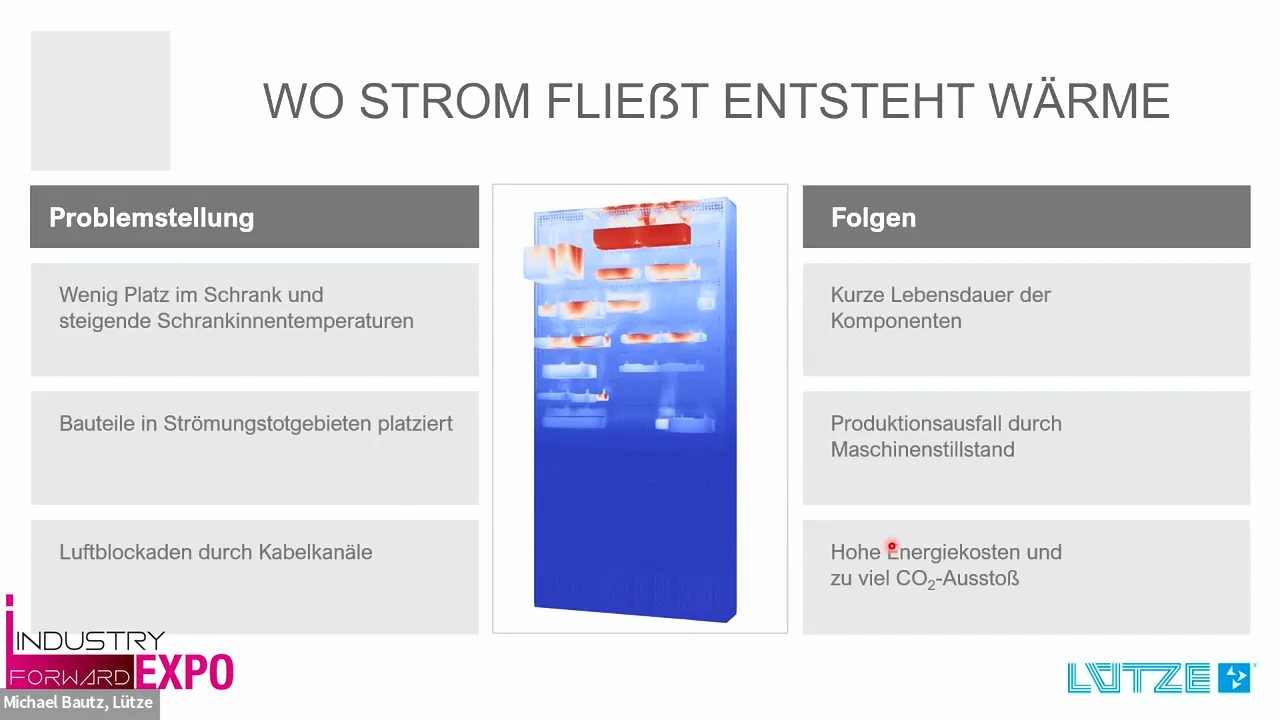 WO STROM FLIEẞT ENTSTEHT WÄRME
Problemstellung
Wenig Platz im Schrank und
steigende Schrankinnentemperaturen
Bauteile in Strömungstotgebieten platziert
Luftblockaden durch Kabelkanäle
Folgen
Kurze Lebensdauer der
Komponenten
Produktionsausfall durch
Maschinenstillstand
Hohe Energiekosten und
zu viel CO₂-Ausstoß
INDUSTRY
FORWARD EXPO
Michael Bautz, Lütze
LÜTZE